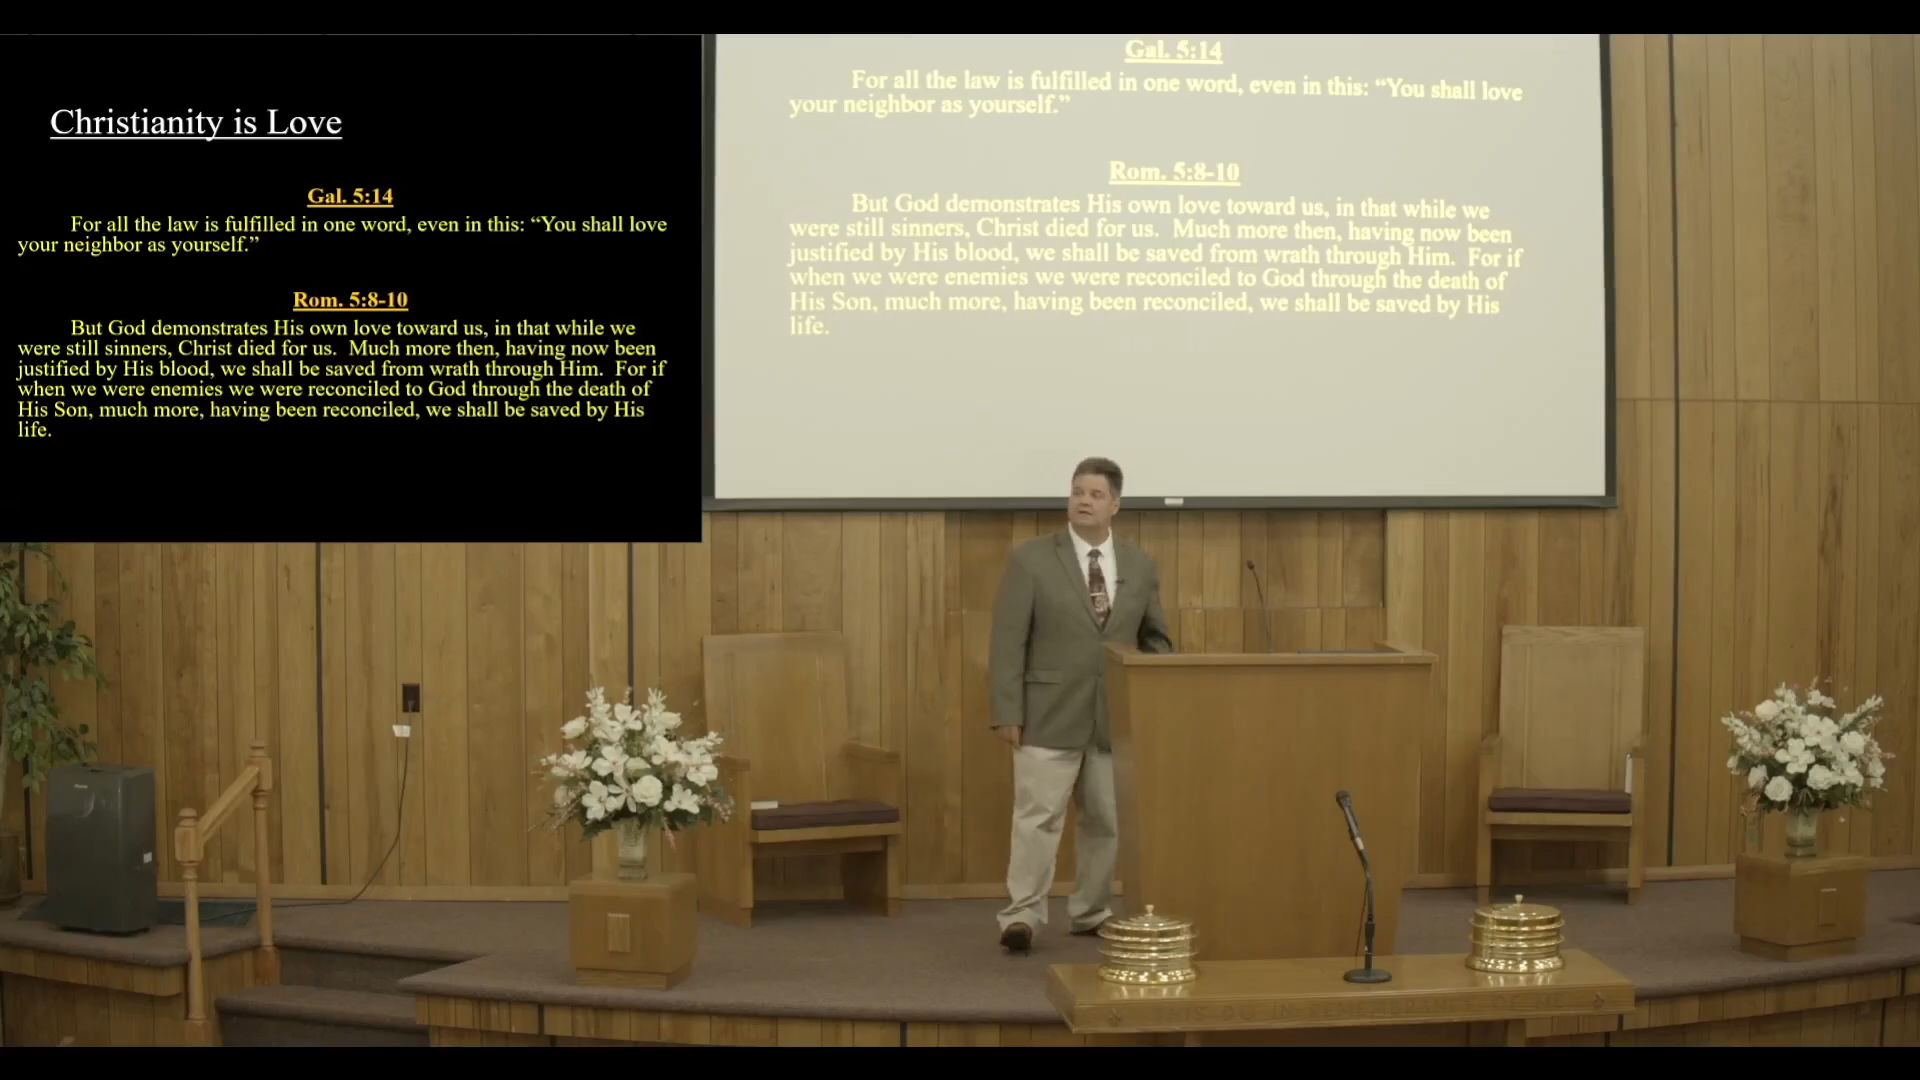 Christianity is Love
Gal. 5:14
For all the law is fulfilled in one word, even in this: “You shall love
your neighbor as yourself.”
Rom. 5:8-10
But God demonstrates His own love toward us, in that while we
were still sinners, Christ died for us.  Much more then, having now been
justified by His blood, we shall be saved from wrath through Him.  For if
when we were enemies we were reconciled to God through the death of
His Son, much more, having been reconciled, we shall be saved by His
life.
Gal. 5:14
For all the law is fulfilled in one word, even in this: “You shall love
your neighbor as yourself.”
Rom. 5:8-10
But God demonstrates His own love toward us, in that while we
were still sinners, Christ died for us.  Much more then, having now been
justified by His blood, we shall be saved from wrath through Him.  For if
when we were enemies we were reconciled to God through the death of
His Son, much more, having been reconciled, we shall be saved by His
life.
THIS DO IN REMEMBRANCE OF ME